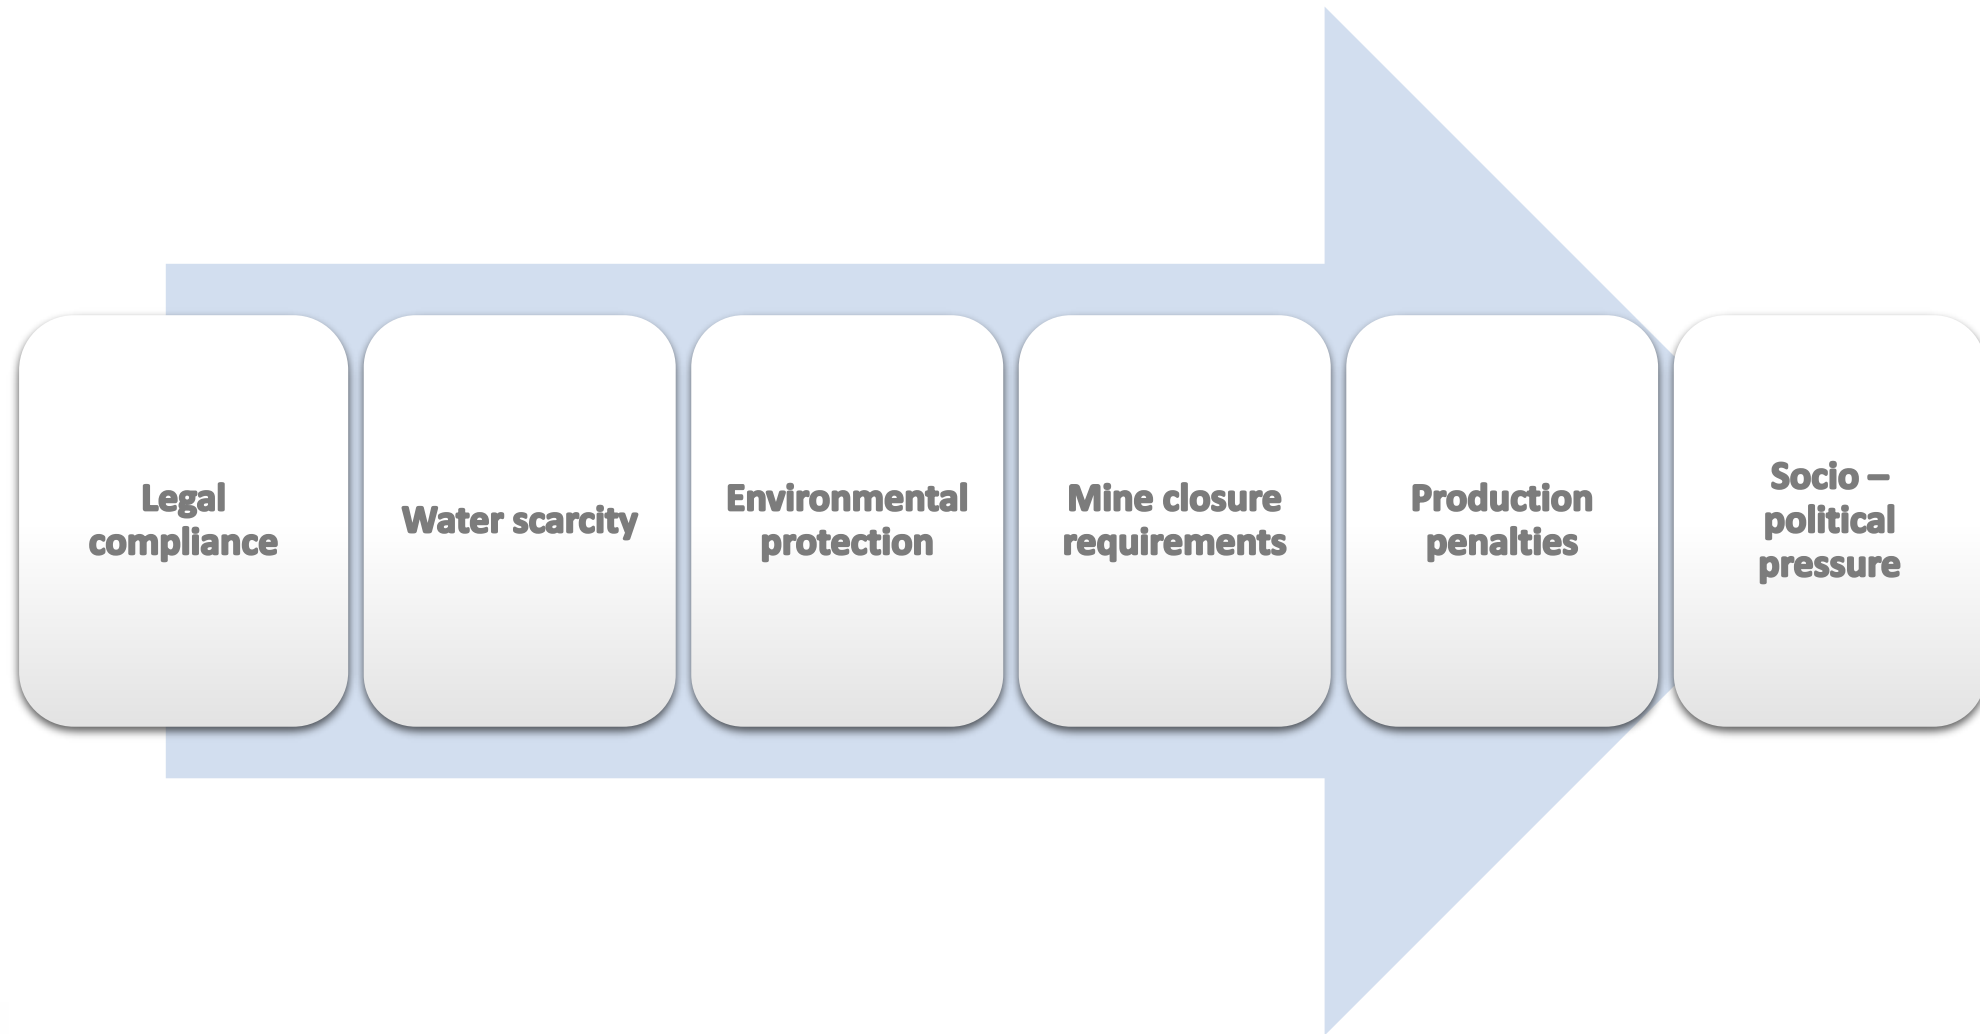 Legal
compliance
Water scarcity
Environmental
protection
Mine closure
requirements
Production
penalties
Socio –
political
pressure